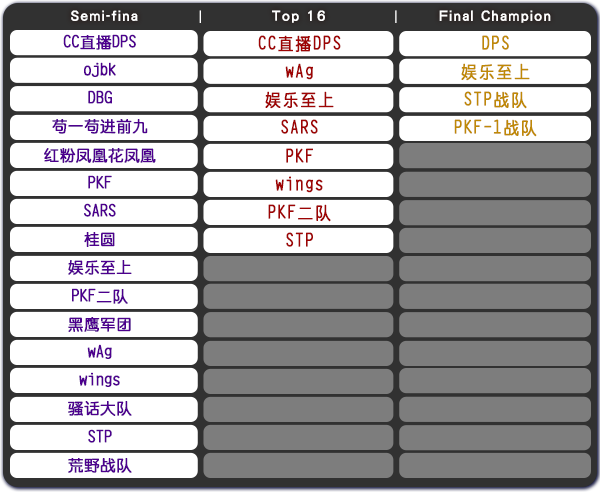 Semi-fina | Top 16 | Final Champion
CC直播DPS CC直播DPS DPS
ojbk wAg 娱乐至上
DBG 娱乐至上 STP战队
苟一苟进前九 SARS PKF-1战队
红粉凤凰花凤凰 PKF
PKF wings
SARS PKF二队
桂圆 STP
娱乐至上
PKF二队
黑鹰军团
wAg
wings
骚话大队
STP
荒野战队